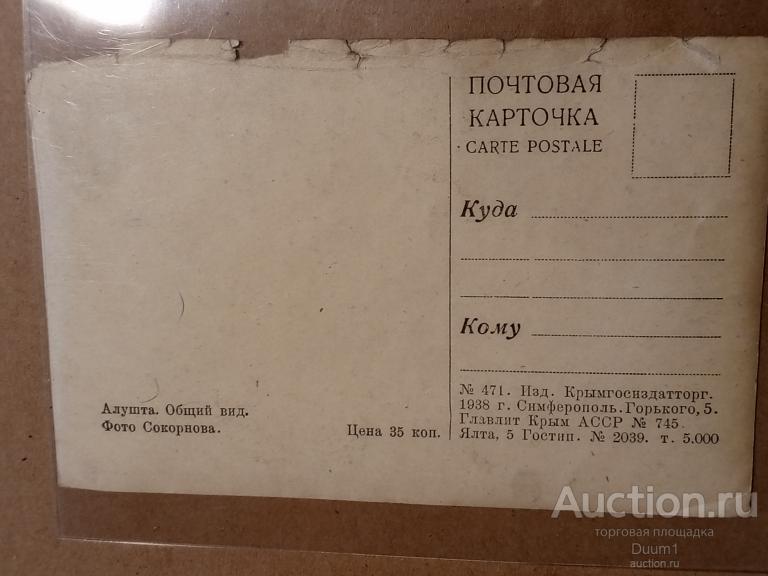 ПОЧТОВАЯ
КАРТОЧКА
CARTE POSTALE
Куда
Кому
№ 471. Изд. Крымгосиздатторг.
1938 г. Симферополь. Горького, 5.
Главлит Крым АССР № 745.
Ялта, 5 Гостип. № 2039. т. 5.000
Алушта. Общий вид.
Фото Сокорнова.
Цена 35 коп.
Auction.ru
торговая площадка
Duum1
auction.ru